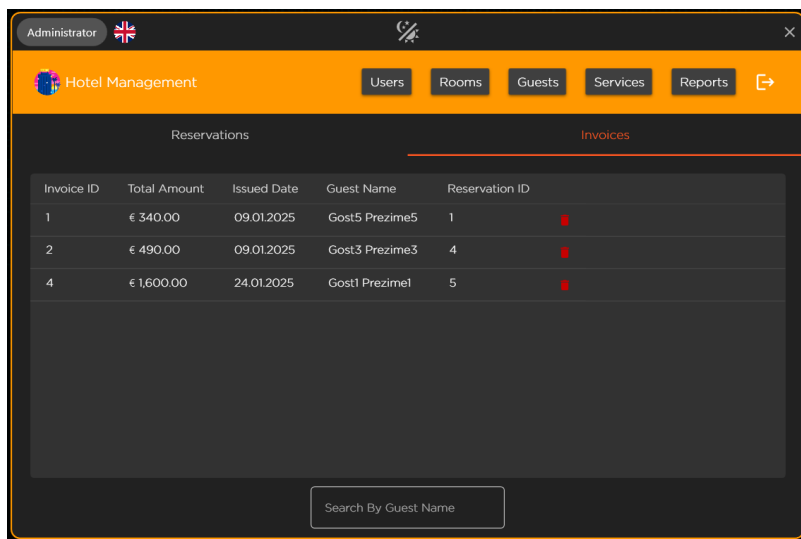 Administrator
Hotel Management Users Rooms Guests Services Reports
Reservations Invoices
Invoice ID Total Amount Issued Date Guest Name Reservation ID
1 € 340.00 09.01.2025 Gost5 Prezime5 1
2 € 490.00 09.01.2025 Gost3 Prezime3 4
4 € 1,600.00 24.01.2025 Gost1 Prezime1 5
Search By Guest Name